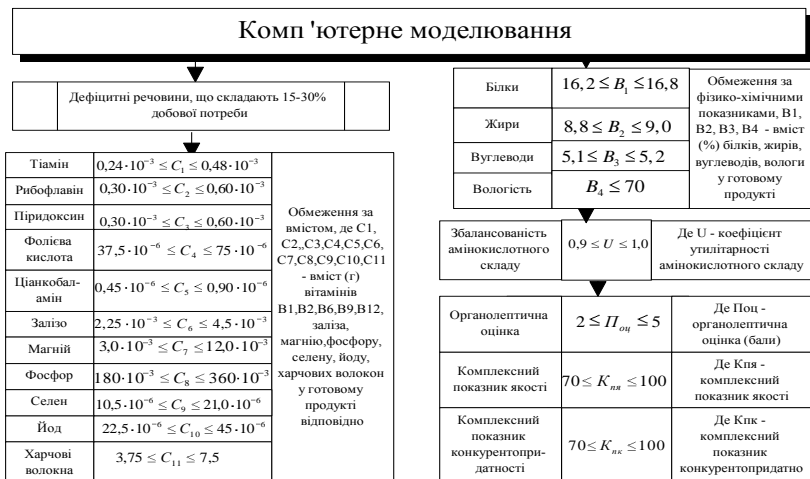 Комп 'ютерне моделювання
Дефіцитні речовини, що складають 15-30%
добової потреби
Тіамін
0,24·10⁻³ ≤ C₁ ≤ 0,48·10⁻³
Рибофлавін
0,30·10⁻³ ≤ C₂ ≤ 0,60·10⁻³
Піридоксин
0,30·10⁻³ ≤ C₃ ≤ 0,60·10⁻³
Фолієва
кислота
37,5·10⁻⁶ ≤ C₄ ≤ 75·10⁻⁶
Ціанкобал-
амін
0,45·10⁻⁶ ≤ C₅ ≤ 0,90·10⁻⁶
Залізо
2,25·10⁻³ ≤ C₆ ≤ 4,5·10⁻³
Магній
3,0·10⁻³ ≤ C₇ ≤ 12,0·10⁻³
Фосфор
180·10⁻³ ≤ C₈ ≤ 360·10⁻³
Селен
10,5·10⁻⁶ ≤ C₉ ≤ 21,0·10⁻⁶
Йод
22,5·10⁻⁶ ≤ C₁₀ ≤ 45·10⁻⁶
Харчові
волокна
3,75 ≤ C₁₁ ≤ 7,5
Обмеження за
вмістом, де С1,
С2,,С3,С4,С5,С6,
С7,С8,С9,С10,С11
- вміст (г)
вітамінів
В1,В2,В6,В9,В12,
заліза,
магнію,фосфору,
селену, йоду,
харчових волокон
у готовому
продукті
відповідно
Білки
16,2 ≤ B₁ ≤ 16,8
Жири
8,8 ≤ B₂ ≤ 9,0
Вуглеводи
5,1 ≤ B₃ ≤ 5,2
Вологість
B₄ ≤ 70
Обмеження за
фізико-хімічними
показниками, В1,
В2, В3, В4 - вміст
(%) білків, жирів,
вуглеводів, вологи
у готовому
продукті
Збалансованість
амінокислотного
складу
0,9 ≤ U ≤ 1,0
Де U - коефіцієнт
утилітарності
амінокислотного
складу
Органолептична
оцінка
2 ≤ Поц ≤ 5
Де Поц -
органолептична
оцінка (бали)
Комплексний
показник якості
70 ≤ Кпя ≤ 100
Де Кпя -
комплексний
показник якості
Комплексний
показник
конкурентопри-
датності
70 ≤ Кпк ≤ 100
Де Кпк -
комплексний
показник
конкурентопридатно